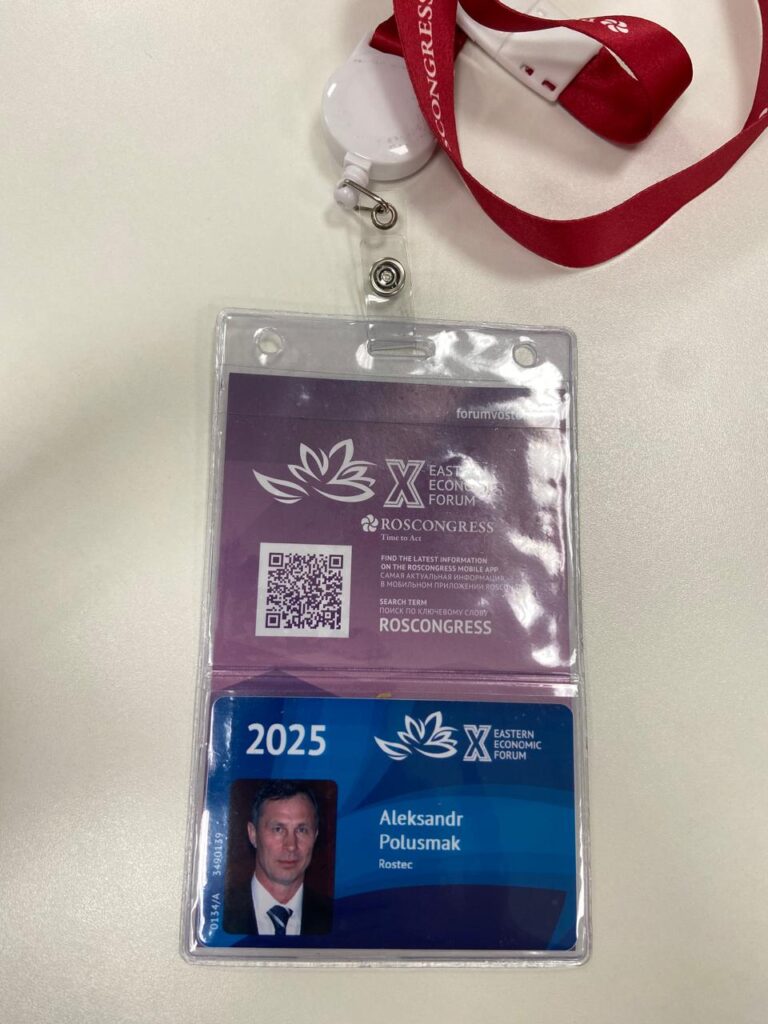 ROSCONGRESS
forumvost
X
EASTERN
ECONOMIC
FORUM
ROSCONGRESS
Time to Act
FIND THE LATEST INFORMATION
ON THE ROSCONGRESS MOBILE APP
САМАЯ АКТУАЛЬНАЯ ИНФОРМАЦИЯ
В МОБИЛЬНОМ ПРИЛОЖЕНИИ ROSCON
SEARCH TERM
ПОИСК ПО КЛЮЧЕВОМУ СЛОВУ
ROSCONGRESS
2025
X
EASTERN
ECONOMIC
FORUM
Aleksandr
Polusmak
Rostec
0134/A 3490139